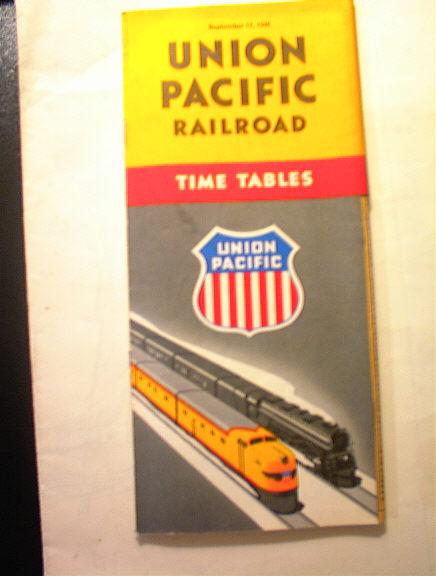 UNION
PACIFIC
RAILROAD
TIME TABLES
UNION
PACIFIC